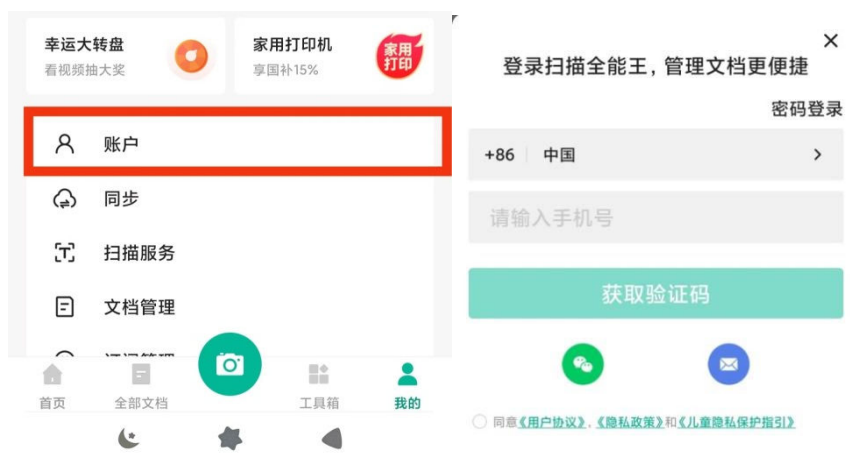 幸运大转盘
看视频抽大奖
家用打印机
享国补15%
家用
打印
账户
同步
扫描服务
文档管理
首页
全部文档
工具箱
我的
登录扫描全能王，管理文档更便捷
密码登录
+86 中国
请输入手机号
获取验证码
同意《用户协议》、《隐私政策》和《儿童隐私保护指引》